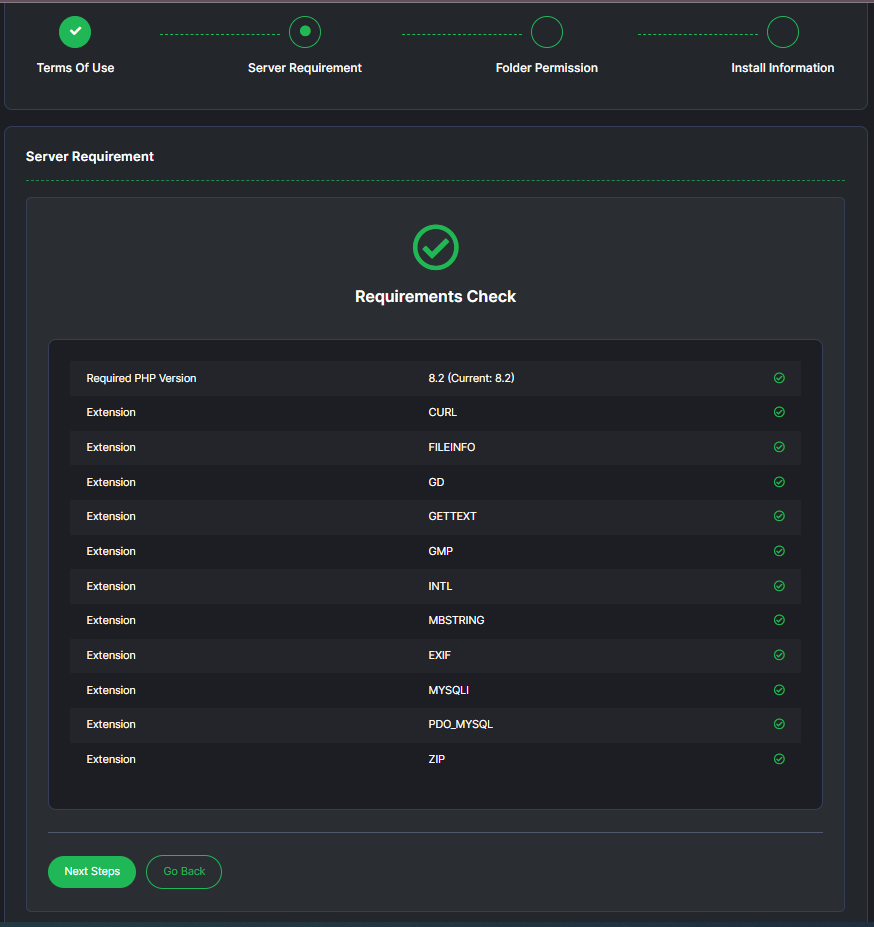 Terms Of Use
Server Requirement
Folder Permission
Install Information
Server Requirement
Requirements Check
Required PHP Version 8.2 (Current: 8.2)
Extension CURL
Extension FILEINFO
Extension GD
Extension GETTEXT
Extension GMP
Extension INTL
Extension MBSTRING
Extension EXIF
Extension MYSQLI
Extension PDO_MYSQL
Extension ZIP
Next Steps
Go Back